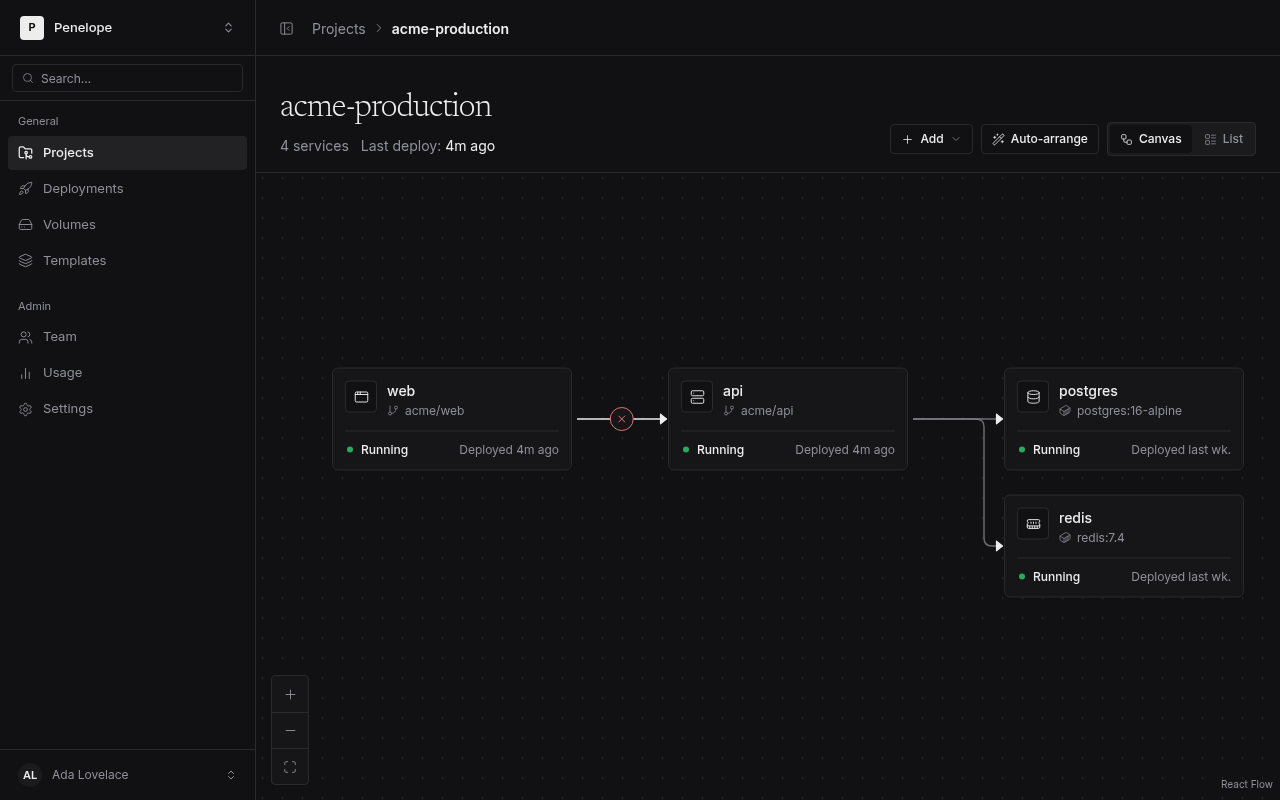 P Penelope
Projects acme-production
Search...
General
Projects
Deployments
Volumes
Templates
Admin
Team
Usage
Settings
AL Ada Lovelace
acme-production
4 services Last deploy: 4m ago
Add
Auto-arrange
Canvas
List
web
acme/web
Running Deployed 4m ago
api
acme/api
Running Deployed 4m ago
postgres
postgres:16-alpine
Running Deployed last wk.
redis
redis:7.4
Running Deployed last wk.
React Flow